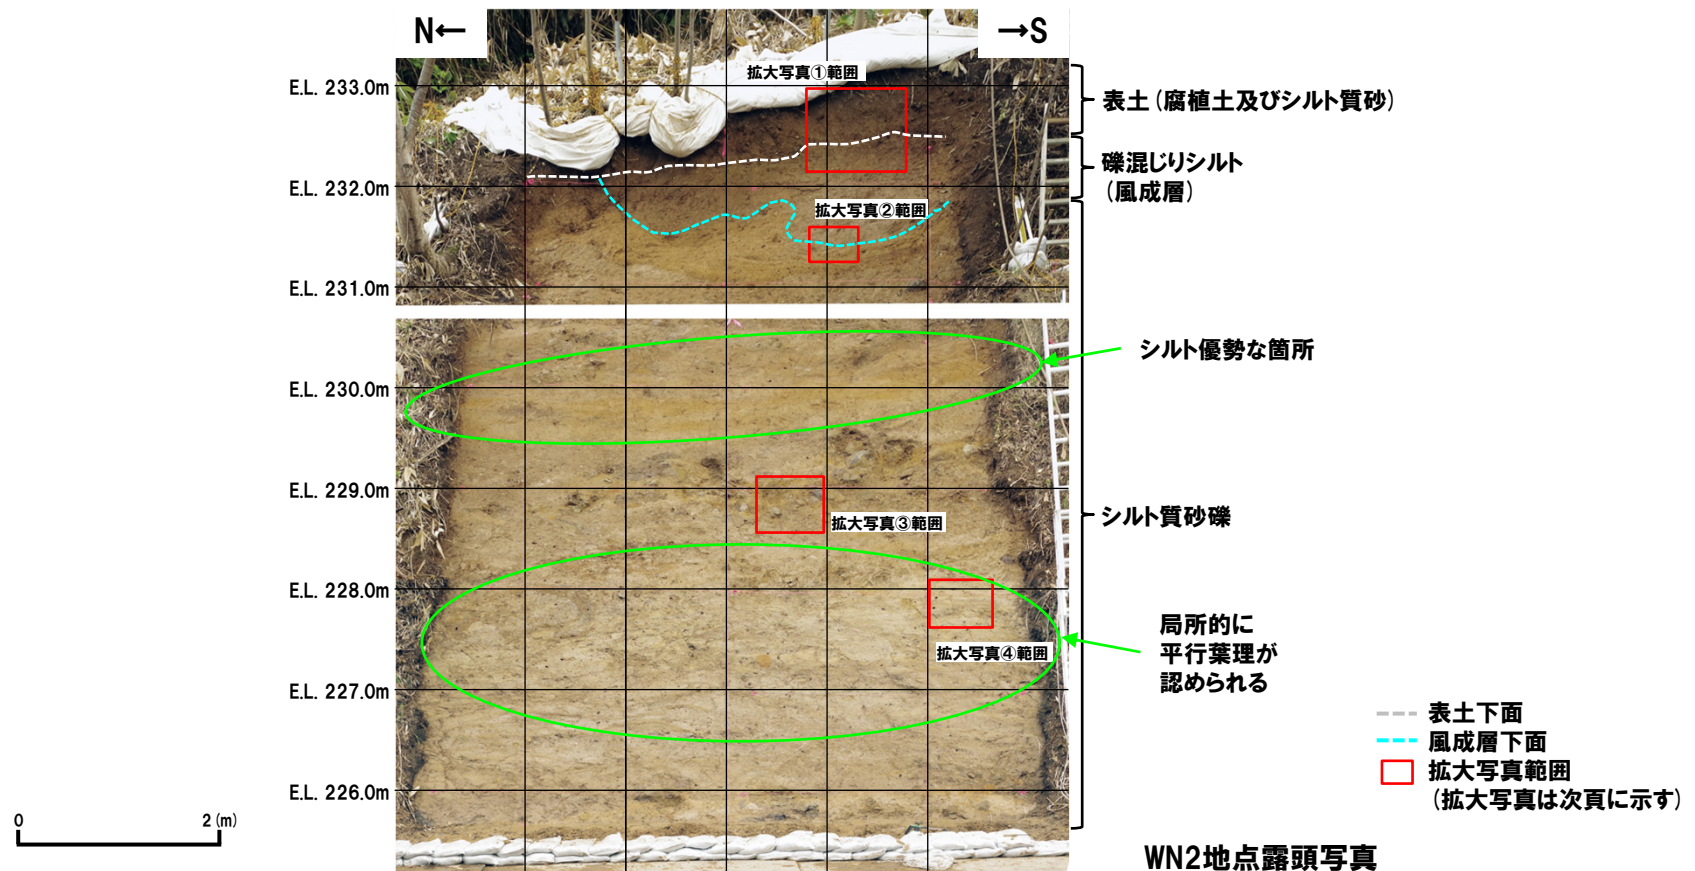 N←
→S
拡大写真①範囲
E.L. 233.0m
表土(腐植土及びシルト質砂)
礫混じりシルト
(風成層)
E.L. 232.0m
拡大写真②範囲
E.L. 231.0m
シルト優勢な箇所
E.L. 230.0m
E.L. 229.0m
拡大写真③範囲
シルト質砂礫
E.L. 228.0m
局所的に
平行葉理が
認められる
拡大写真④範囲
E.L. 227.0m
表土下面
風成層下面
拡大写真範囲
(拡大写真は次頁に示す)
E.L. 226.0m
0 2(m)
WN2地点露頭写真